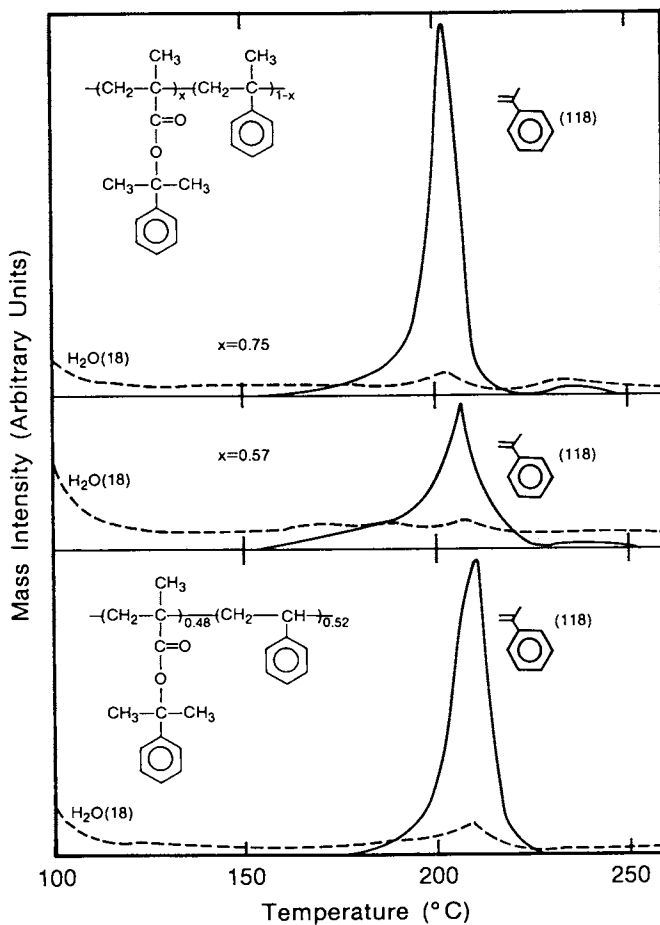 Mass Intensity (Arbitrary Units)
CH₃ CH₃
—(CH₂—C—)ₓ—(CH₂—C—)₁₋ₓ
C=O
O
CH₃—C—CH₃
(118)
H₂O(18)
x=0.75
(118)
H₂O(18)
x=0.57
CH₃
—(CH₂—C—)₀.₄₈—(CH₂—CH—)₀.₅₂
C=O
O
CH₃—C—CH₃
(118)
H₂O(18)
100 150 200 250
Temperature (°C)